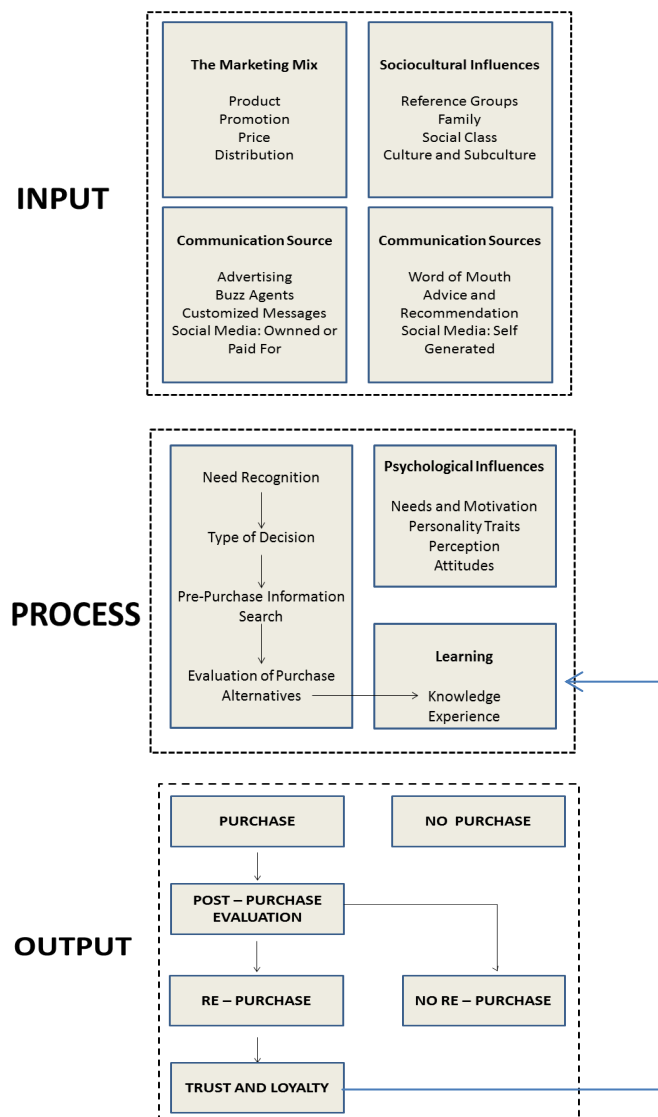 INPUT
The Marketing Mix
Product
Promotion
Price
Distribution
Sociocultural Influences
Reference Groups
Family
Social Class
Culture and Subculture
Communication Source
Advertising
Buzz Agents
Customized Messages
Social Media: Ownned or
Paid For
Communication Sources
Word of Mouth
Advice and
Recommendation
Social Media: Self
Generated
PROCESS
Need Recognition
Type of Decision
Pre-Purchase Information
Search
Evaluation of Purchase
Alternatives
Psychological Influences
Needs and Motivation
Personality Traits
Perception
Attitudes
Learning
Knowledge
Experience
OUTPUT
PURCHASE
NO PURCHASE
POST – PURCHASE
EVALUATION
RE – PURCHASE
NO RE – PURCHASE
TRUST AND LOYALTY